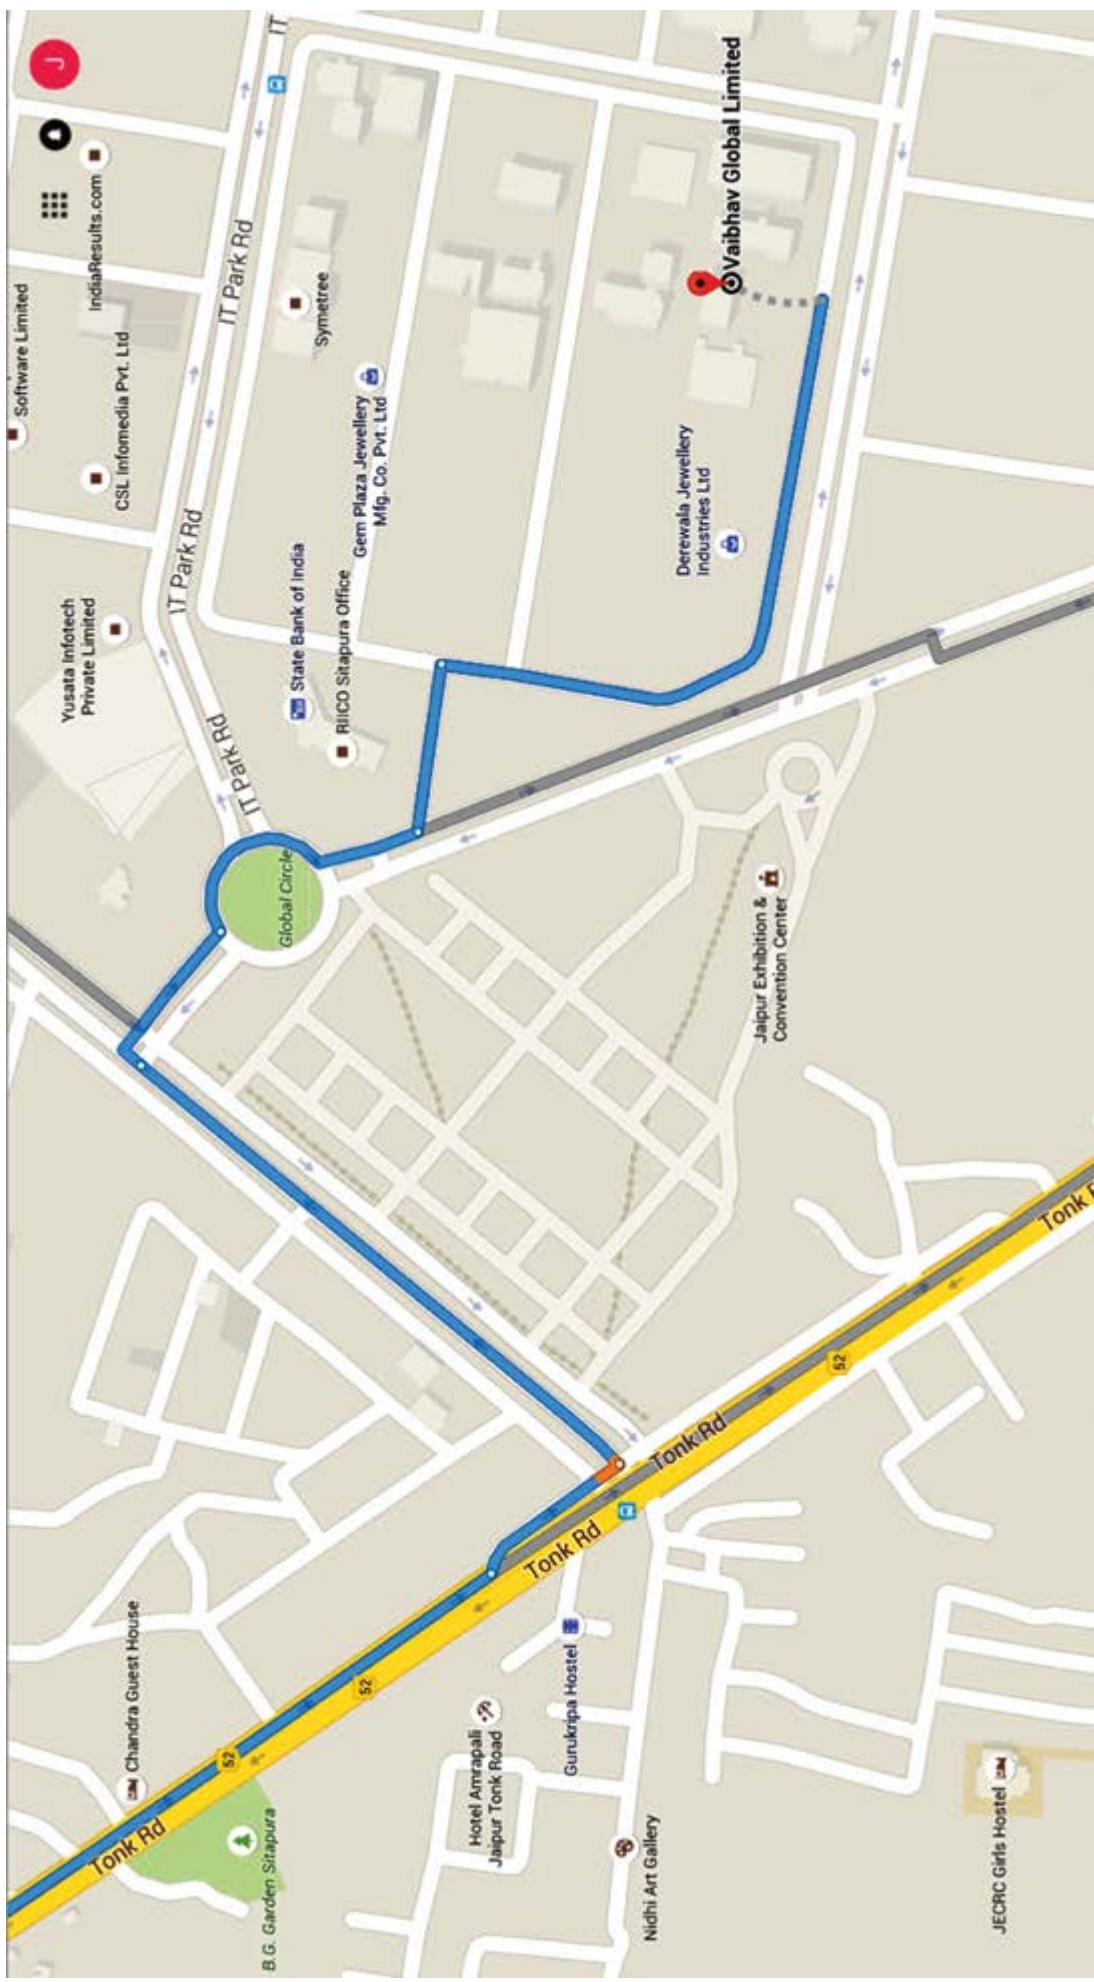 Software Limited
J
Yusata Infotech
Private Limited
CSL Infomedia Pvt. Ltd
IndiaResults.com
Chandra Guest House
Tonk Rd
52
IT Park Rd
IT Park Rd
IT Park Rd
IT
B.G. Garden Sitapura
Global Circle
State Bank of India
RIICO Sitapura Office
Symetree
52
Gem Plaza Jewellery
Mfg. Co. Pvt. Ltd
Hotel Amrapali
Jaipur Tonk Road
Tonk Rd
Gurukripa Hostel
Nidhi Art Gallery
Tonk Rd
Derewala Jewellery
Industries Ltd
Vaibhav Global Limited
Jaipur Exhibition &
Convention Center
52
JECRC Girls Hostel
Tonk R